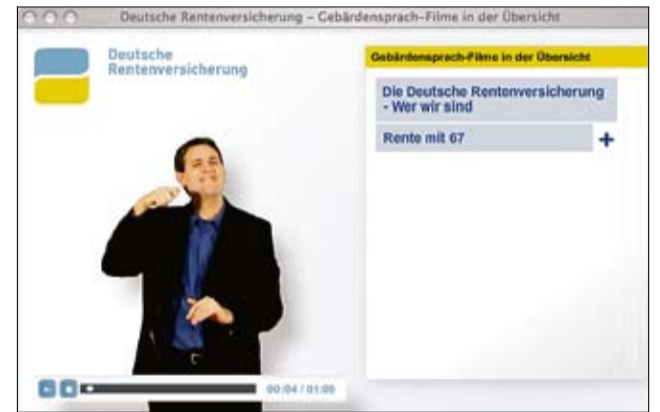 Deutsche Rentenversicherung – Gebärdensprach-Filme in der Übersicht
Deutsche
Rentenversicherung
Gebärdensprach-Filme in der Übersicht
Die Deutsche Rentenversicherung
- Wer wir sind
Rente mit 67
+
00:04 / 01:09